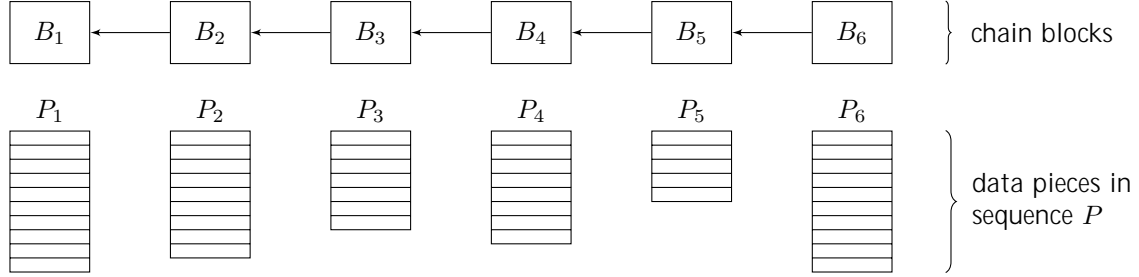 B₁ B₂ B₃ B₄ B₅ B₆ chain blocks
P₁ P₂ P₃ P₄ P₅ P₆
data pieces in
sequence P